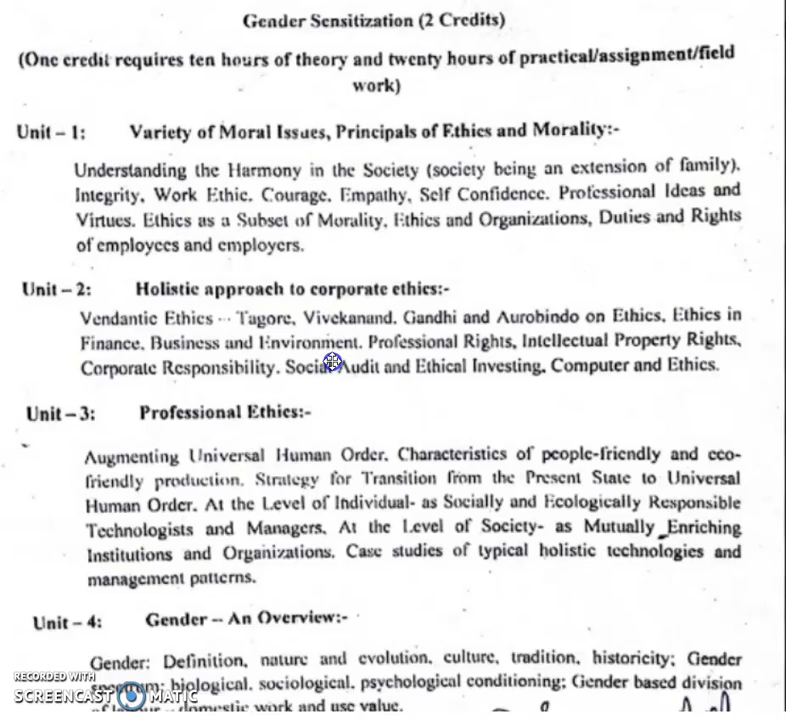 Gender Sensitization (2 Credits)
(One credit requires ten hours of theory and twenty hours of practical/assignment/field
work)
Unit – 1: Variety of Moral Issues, Principals of Ethics and Morality:-
Understanding the Harmony in the Society (society being an extension of family).
Integrity, Work Ethic, Courage, Empathy, Self Confidence, Professional Ideas and
Virtues. Ethics as a Subset of Morality, Ethics and Organizations, Duties and Rights
of employees and employers.
Unit – 2: Holistic approach to corporate ethics:-
Vendantic Ethics -- Tagore, Vivekanand, Gandhi and Aurobindo on Ethics, Ethics in
Finance, Business and Environment. Professional Rights, Intellectual Property Rights,
Corporate Responsibility. Social Audit and Ethical Investing, Computer and Ethics.
Unit – 3: Professional Ethics:-
Augmenting Universal Human Order, Characteristics of people-friendly and eco-
friendly production, Strategy for Transition from the Present State to Universal
Human Order. At the Level of Individual- as Socially and Ecologically Responsible
Technologists and Managers. At the Level of Society- as Mutually Enriching
Institutions and Organizations. Case studies of typical holistic technologies and
management patterns.
Unit – 4: Gender – An Overview:-
Gender: Definition, nature and evolution, culture, tradition, historicity; Gender
spectrum; biological, sociological, psychological conditioning; Gender based division
domestic work and use value.
RECORDED WITH
SCREENCAST MATIC